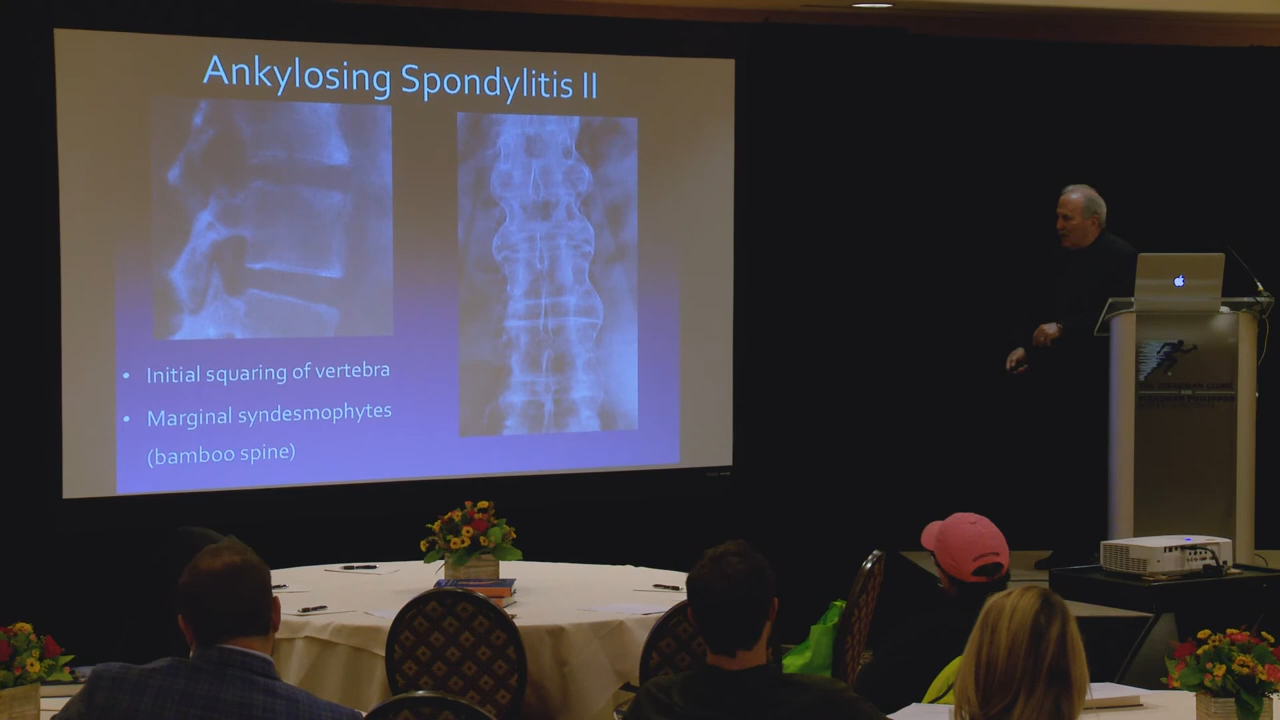 Ankylosing Spondylitis II
• Initial squaring of vertebra
• Marginal syndesmophytes
(bamboo spine)